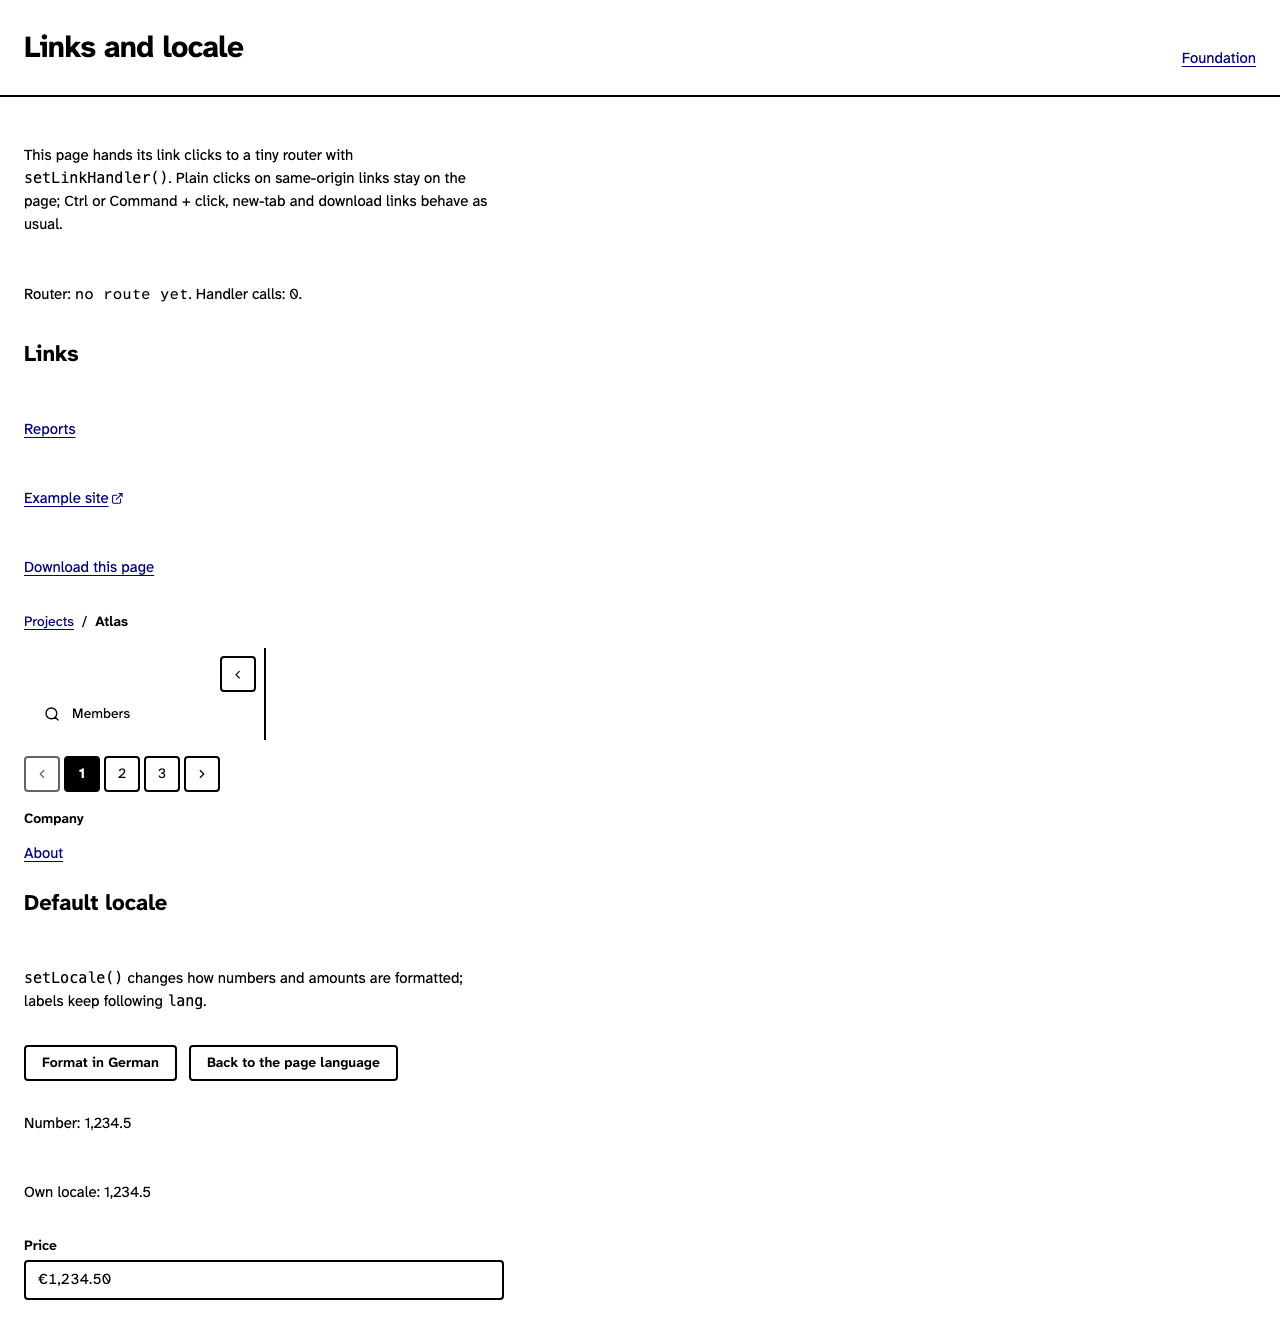 Links and locale
Foundation
This page hands its link clicks to a tiny router with
setLinkHandler(). Plain clicks on same-origin links stay on the
page; Ctrl or Command + click, new-tab and download links behave as
usual.
Router: no route yet. Handler calls: 0.
Links
Reports
Example site
Download this page
Projects / Atlas
Members
1 2 3
Company
About
Default locale
setLocale() changes how numbers and amounts are formatted;
labels keep following lang.
Format in German Back to the page language
Number: 1,234.5
Own locale: 1,234.5
Price
€1,234.50